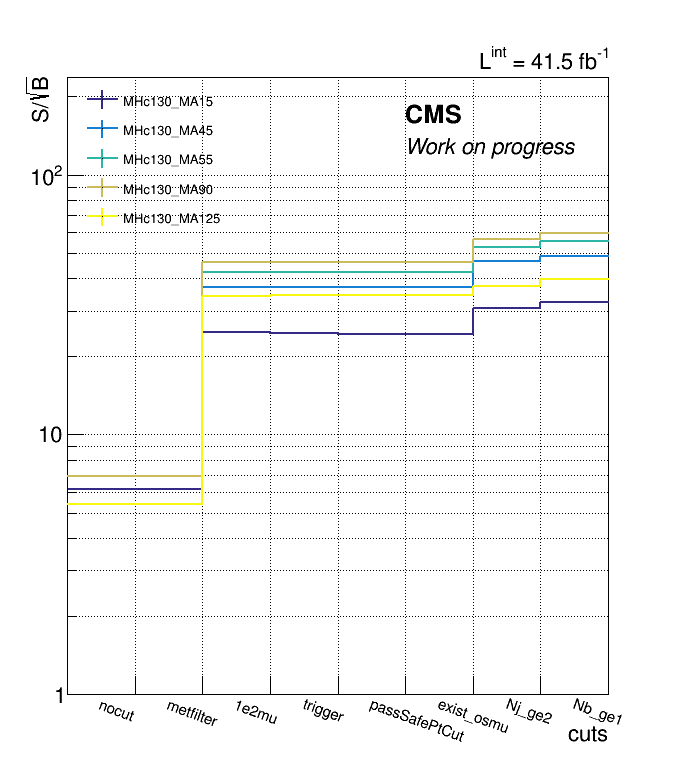 L^int = 41.5 fb^-1
S/√B
MHc130_MA15
MHc130_MA45
MHc130_MA55
MHc130_MA90
MHc130_MA125
CMS
Work on progress
10^2
10
1
nocut
metfilter
1e2mu
trigger
passSafePtCut
exist_osmu
Nj_ge2
Nb_ge1
cuts